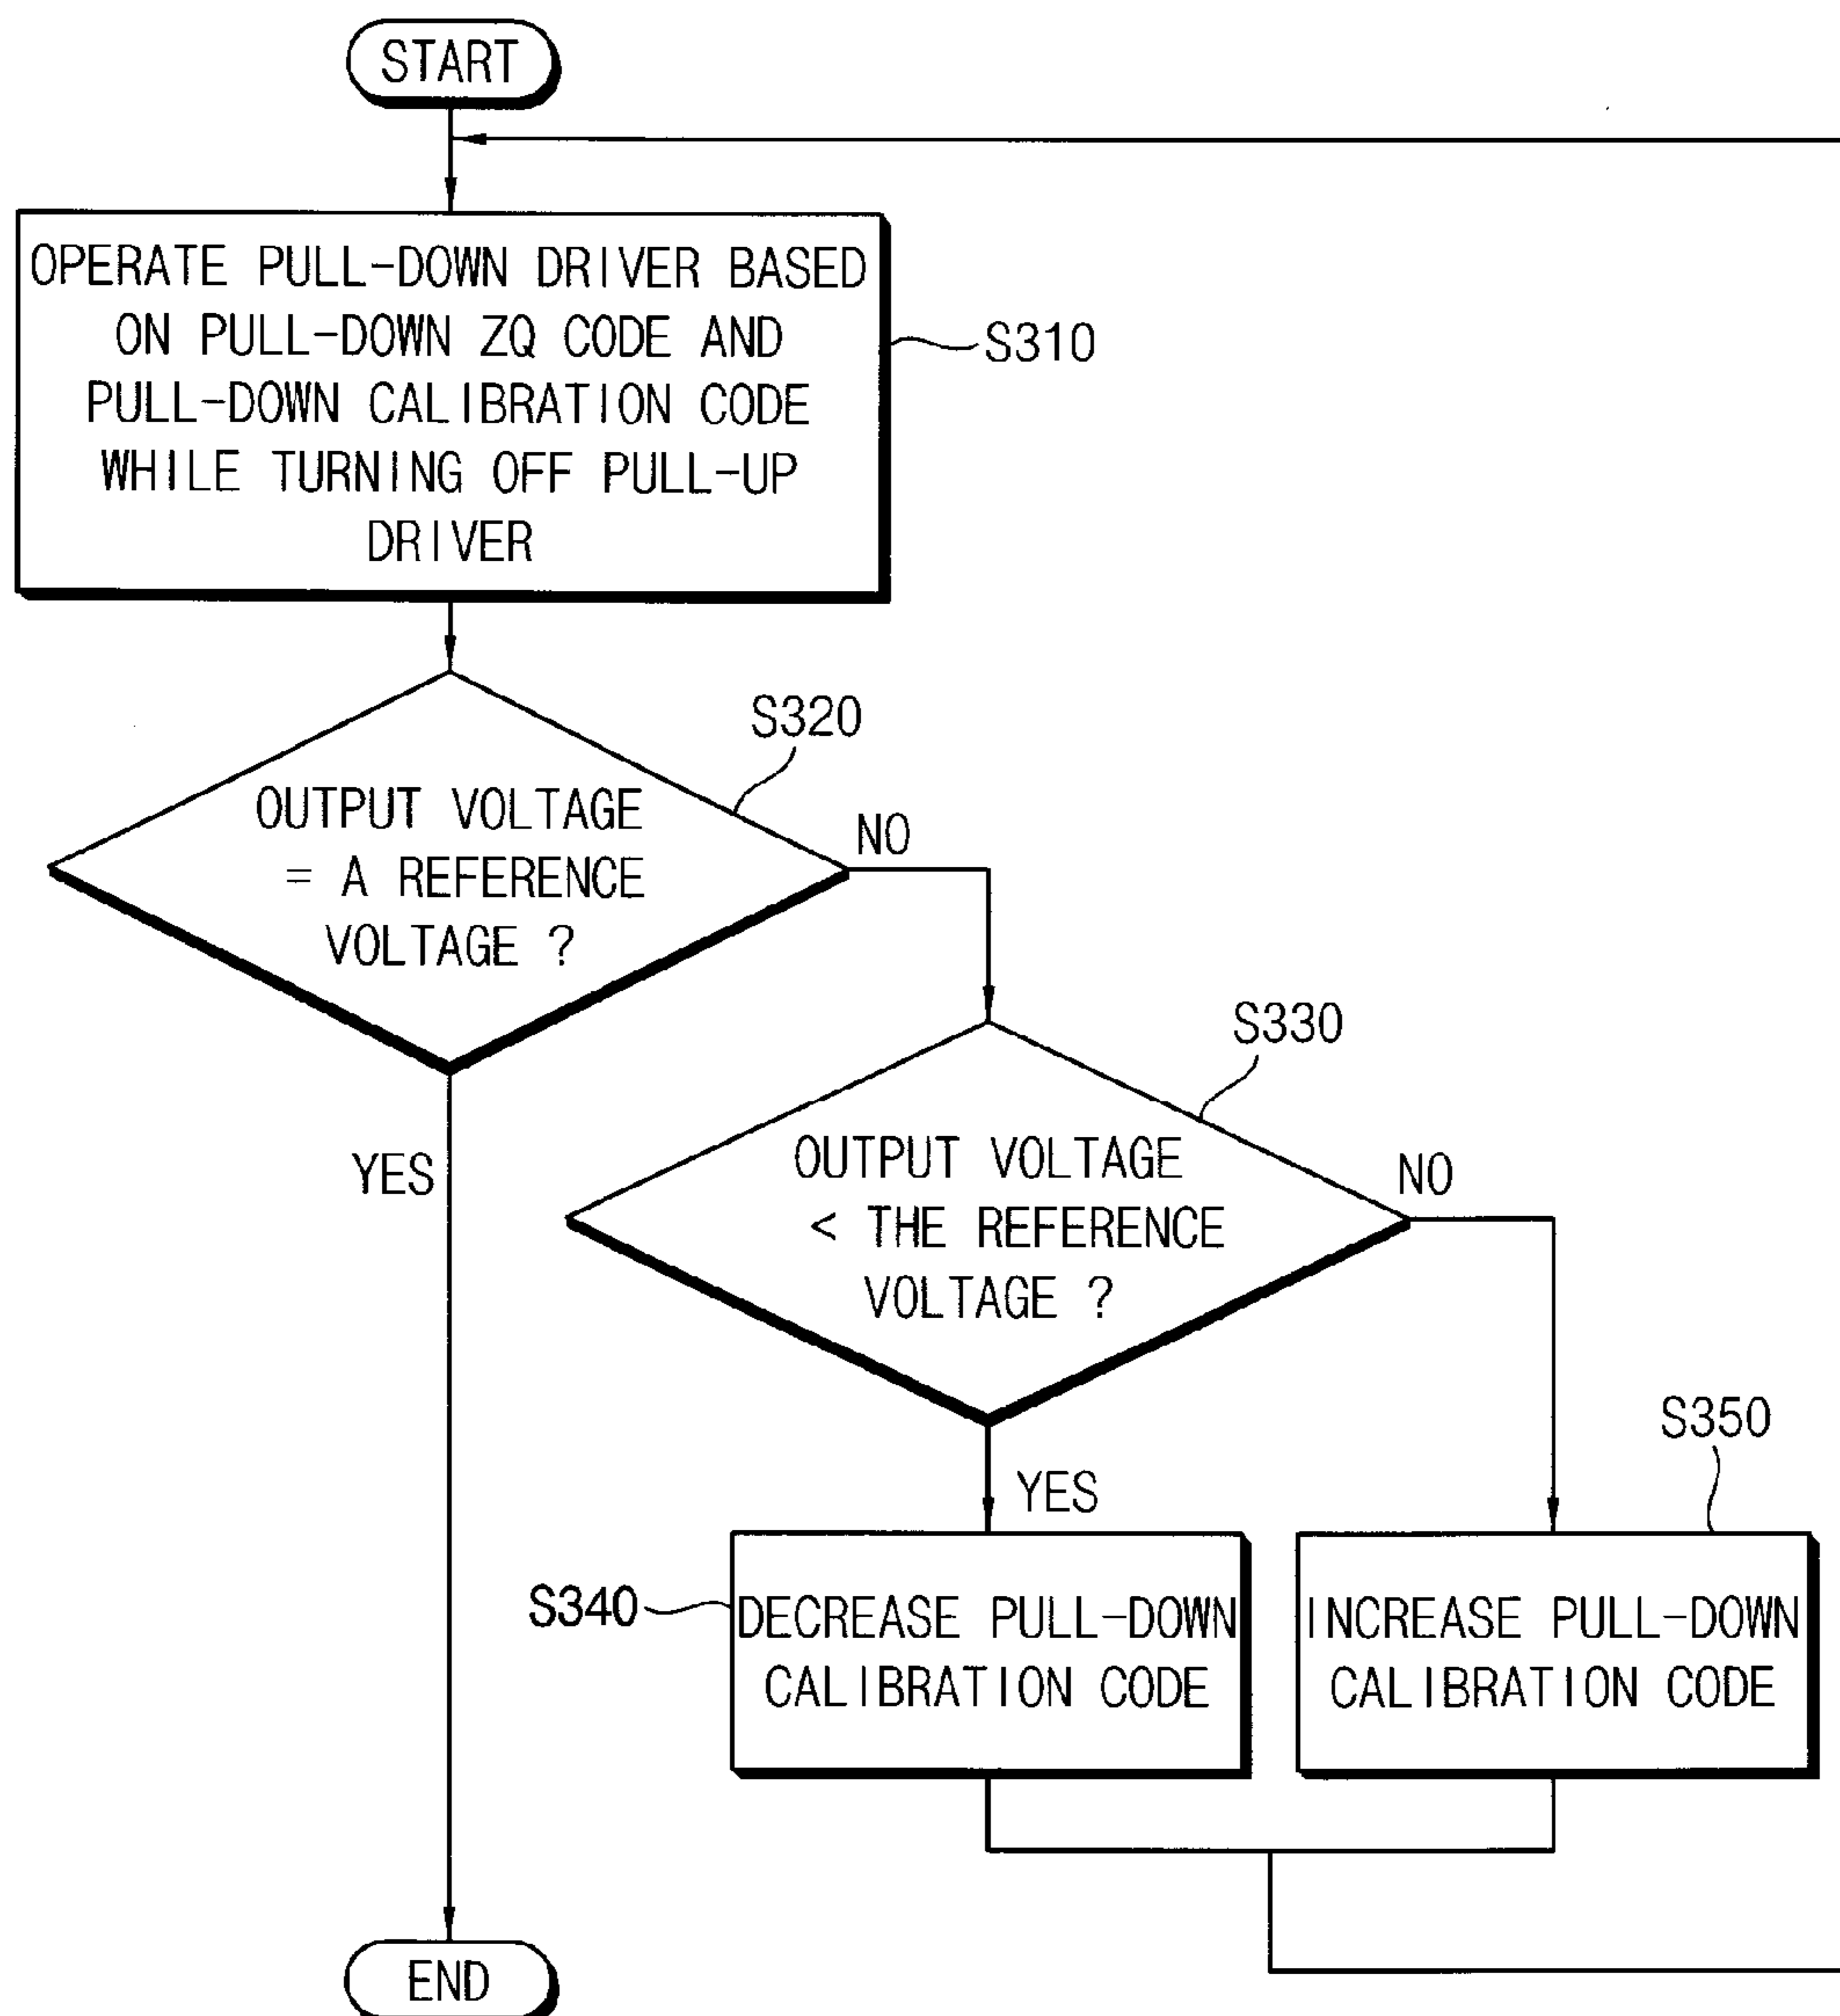 START
OPERATE PULL-DOWN DRIVER BASED
ON PULL-DOWN ZQ CODE AND
PULL-DOWN CALIBRATION CODE
WHILE TURNING OFF PULL-UP
DRIVER
S310
S320
OUTPUT VOLTAGE
= A REFERENCE
VOLTAGE ?
NO
YES
S330
OUTPUT VOLTAGE
< THE REFERENCE
VOLTAGE ?
NO
YES
S340
DECREASE PULL-DOWN
CALIBRATION CODE
S350
INCREASE PULL-DOWN
CALIBRATION CODE
END